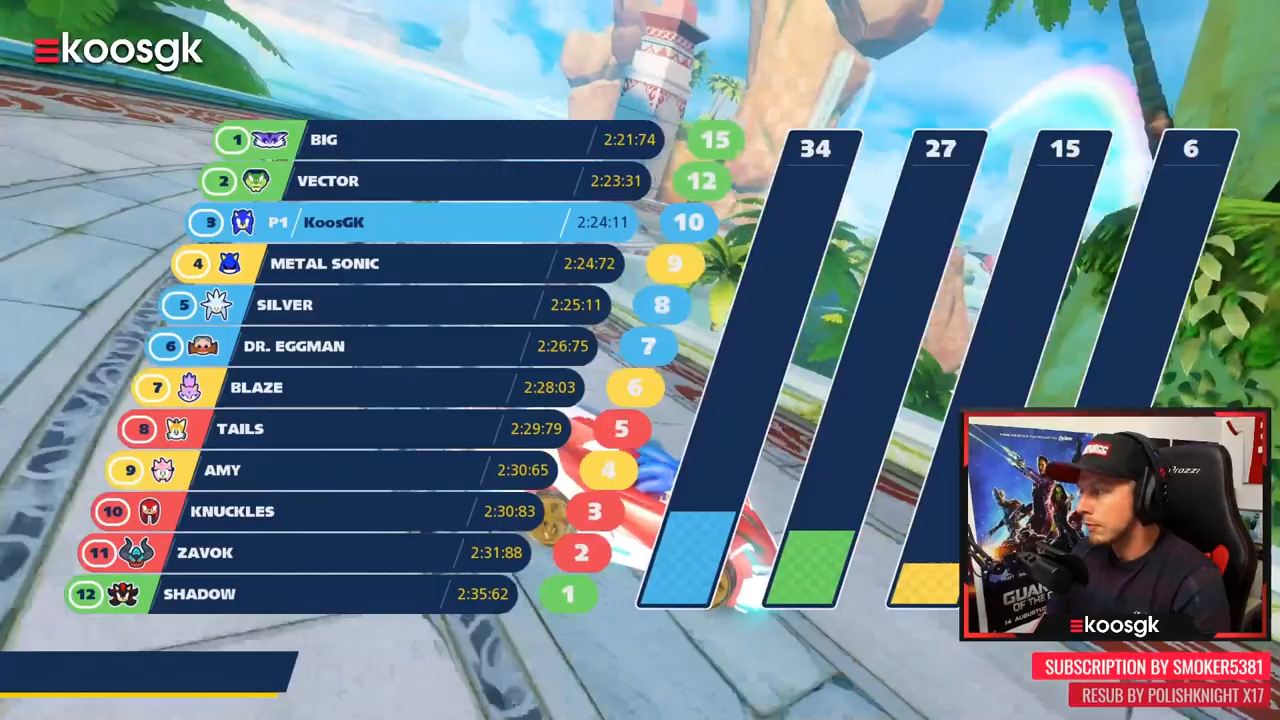 koosgk
1 BIG 2:21:74 15
2 VECTOR 2:23:31 12
3 P1 KoosGK 2:24:11 10
4 METAL SONIC 2:24:72 9
5 SILVER 2:25:11 8
6 DR. EGGMAN 2:26:75 7
7 BLAZE 2:28:03 6
8 TAILS 2:29:79 5
9 AMY 2:30:65 4
10 KNUCKLES 2:30:83 3
11 ZAVOK 2:31:88 2
12 SHADOW 2:35:62 1
34 27 15 6
koosgk
SUBSCRIPTION BY SMOKER5381
RESUB BY POLISHKNIGHT X17